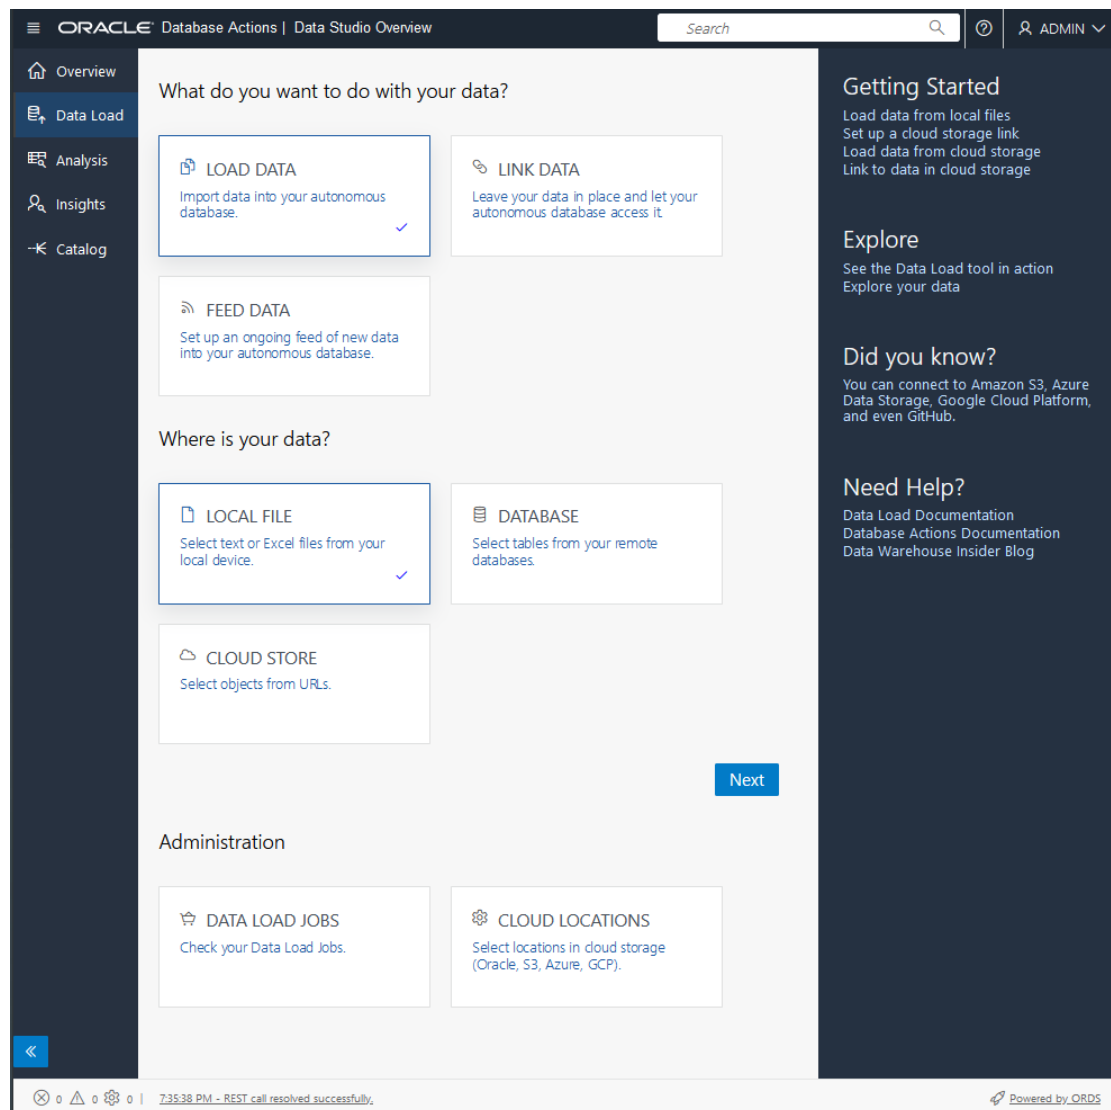 ORACLE Database Actions | Data Studio Overview
Search
ADMIN
Overview
Data Load
Analysis
Insights
Catalog
What do you want to do with your data?
LOAD DATA
Import data into your autonomous
database.
LINK DATA
Leave your data in place and let your
autonomous database access it
FEED DATA
Set up an ongoing feed of new data
into your autonomous database.
Where is your data?
LOCAL FILE
Select text or Excel files from your
local device.
DATABASE
Select tables from your remote
databases.
CLOUD STORE
Select objects from URLs.
Next
Administration
DATA LOAD JOBS
Check your Data Load Jobs.
CLOUD LOCATIONS
Select locations in cloud storage
(Oracle, S3, Azure, GCP).
Getting Started
Load data from local files
Set up a cloud storage link
Load data from cloud storage
Link to data in cloud storage
Explore
See the Data Load tool in action
Explore your data
Did you know?
You can connect to Amazon S3, Azure
Data Storage, Google Cloud Platform,
and even GitHub.
Need Help?
Data Load Documentation
Database Actions Documentation
Data Warehouse Insider Blog
0 0 0 | 7:35:38 PM - REST call resolved successfully.
Powered by ORDS